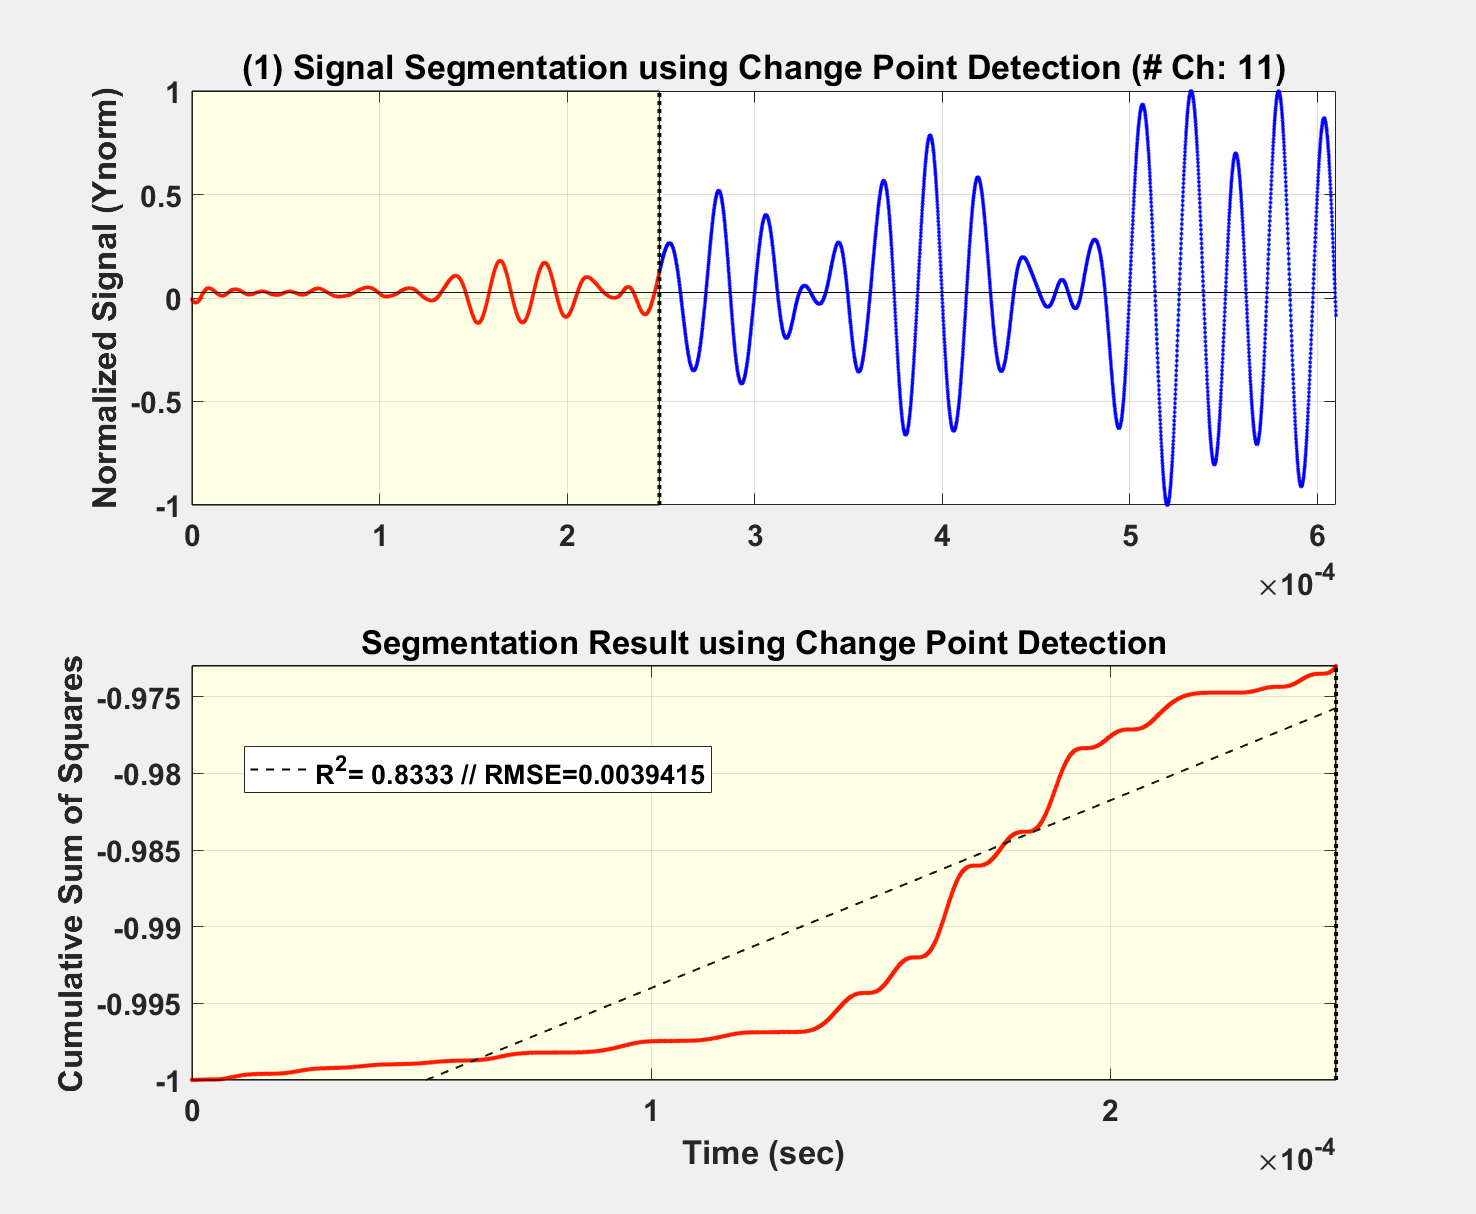 (1) Signal Segmentation using Change Point Detection (# Ch: 11)
Normalized Signal (Ynorm)
1
0.5
0
-0.5
-1
0 1 2 3 4 5 6
×10-4
Segmentation Result using Change Point Detection
Cumulative Sum of Squares
-0.975
-0.98
-0.985
-0.99
-0.995
-1
R2= 0.8333 // RMSE=0.0039415
0 1 2
Time (sec)
×10-4